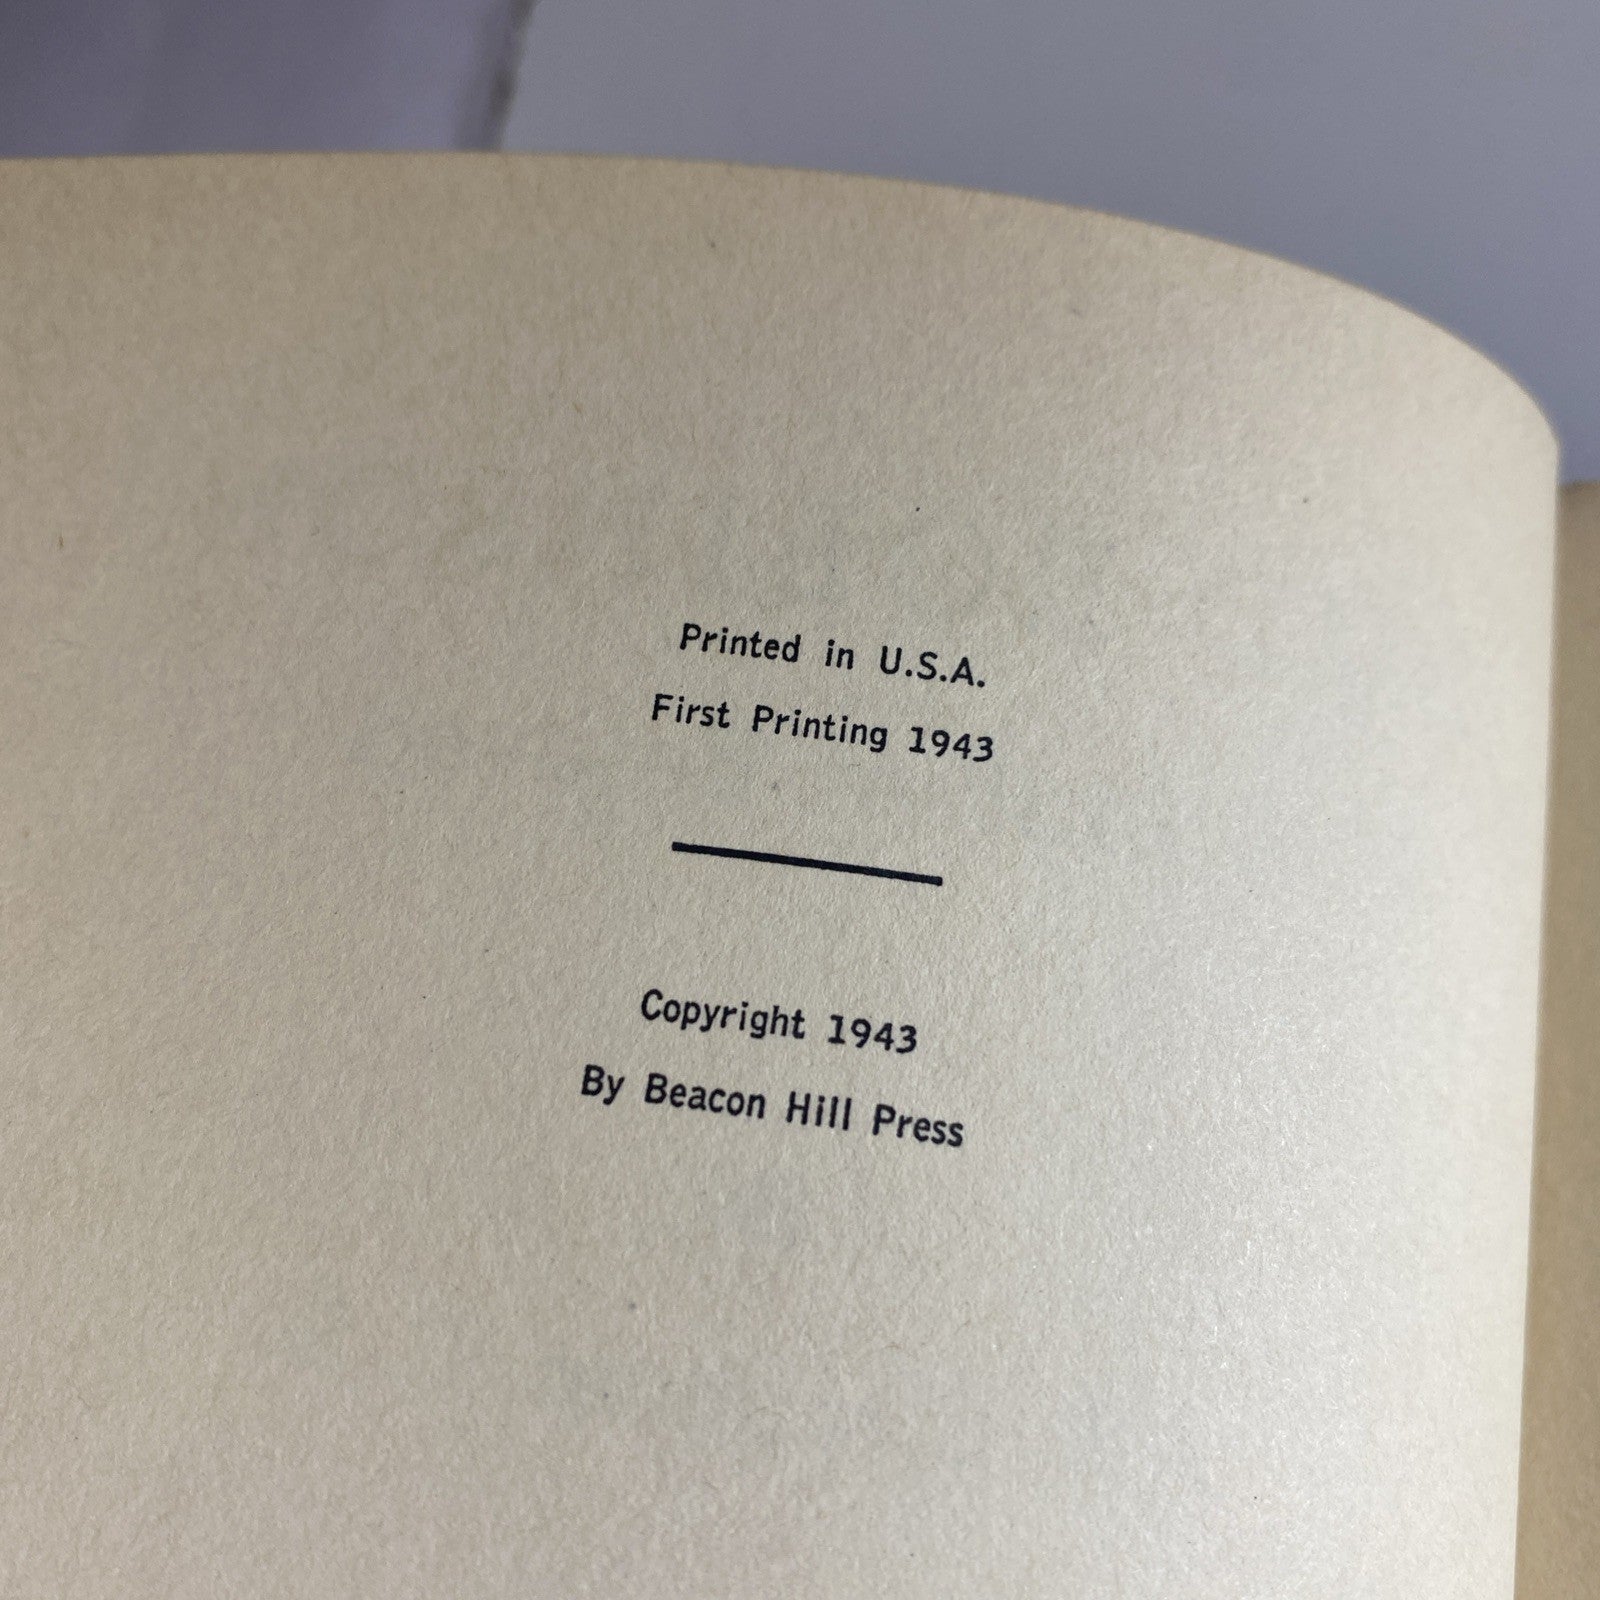 Printed in U.S.A.
First Printing 1943
Copyright 1943
By Beacon Hill Press